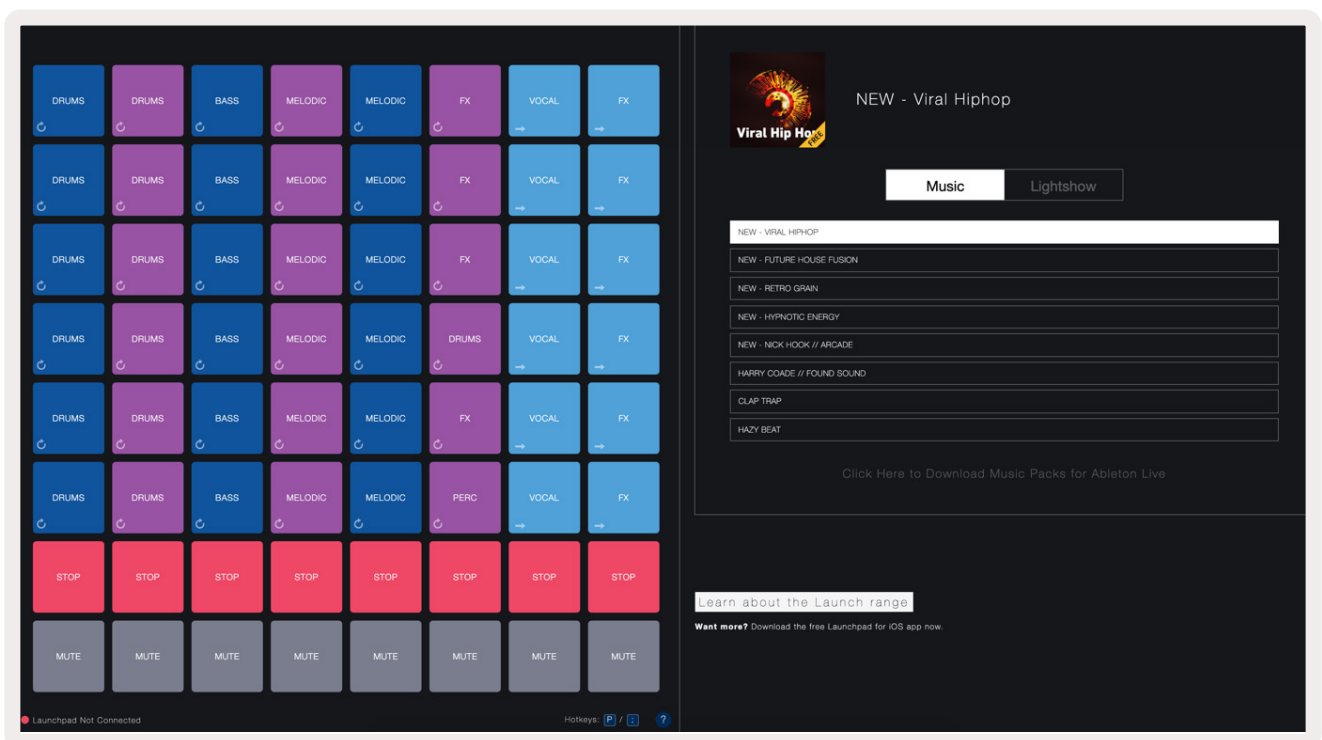 DRUMS DRUMS BASS MELODIC MELODIC FX VOCAL FX
DRUMS DRUMS BASS MELODIC MELODIC FX VOCAL FX
DRUMS DRUMS BASS MELODIC MELODIC FX VOCAL FX
DRUMS DRUMS BASS MELODIC MELODIC DRUMS VOCAL FX
DRUMS DRUMS BASS MELODIC MELODIC FX VOCAL FX
DRUMS DRUMS BASS MELODIC MELODIC PERC VOCAL FX
STOP STOP STOP STOP STOP STOP STOP STOP
MUTE MUTE MUTE MUTE MUTE MUTE MUTE MUTE
Launchpad Not Connected
Hotkeys: P / ; ?
Viral Hip Hop
FREE
NEW - Viral Hiphop
Music Lightshow
NEW - VIRAL HIPHOP
NEW - FUTURE HOUSE FUSION
NEW - RETRO GRAIN
NEW - HYPNOTIC ENERGY
NEW - NICK HOOK // ARCADE
HARRY COADE // FOUND SOUND
CLAP TRAP
HAZY BEAT
Click Here to Download Music Packs for Ableton Live
Learn about the Launch range
Want more? Download the free Launchpad for iOS app now.